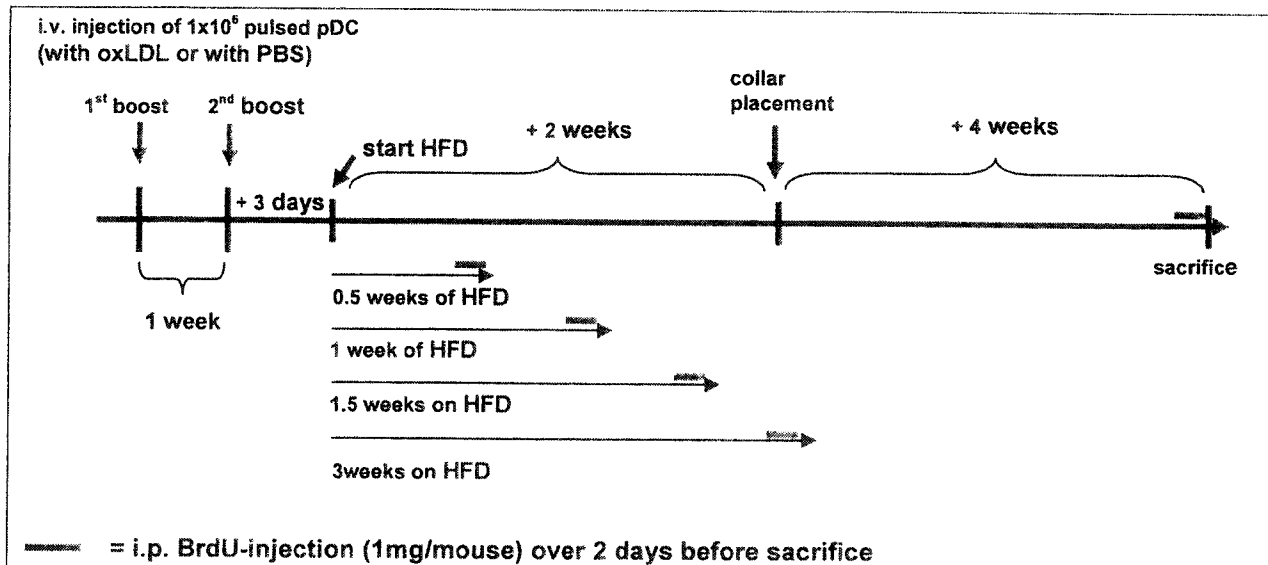 i.v. injection of 1x10⁶ pulsed pDC
(with oxLDL or with PBS)
1st boost
2nd boost
collar
placement
+ 2 weeks
+ 4 weeks
start HFD
+ 3 days
sacrifice
0.5 weeks of HFD
1 week
1 week of HFD
1.5 weeks on HFD
3weeks on HFD
= i.p. BrdU-injection (1mg/mouse) over 2 days before sacrifice